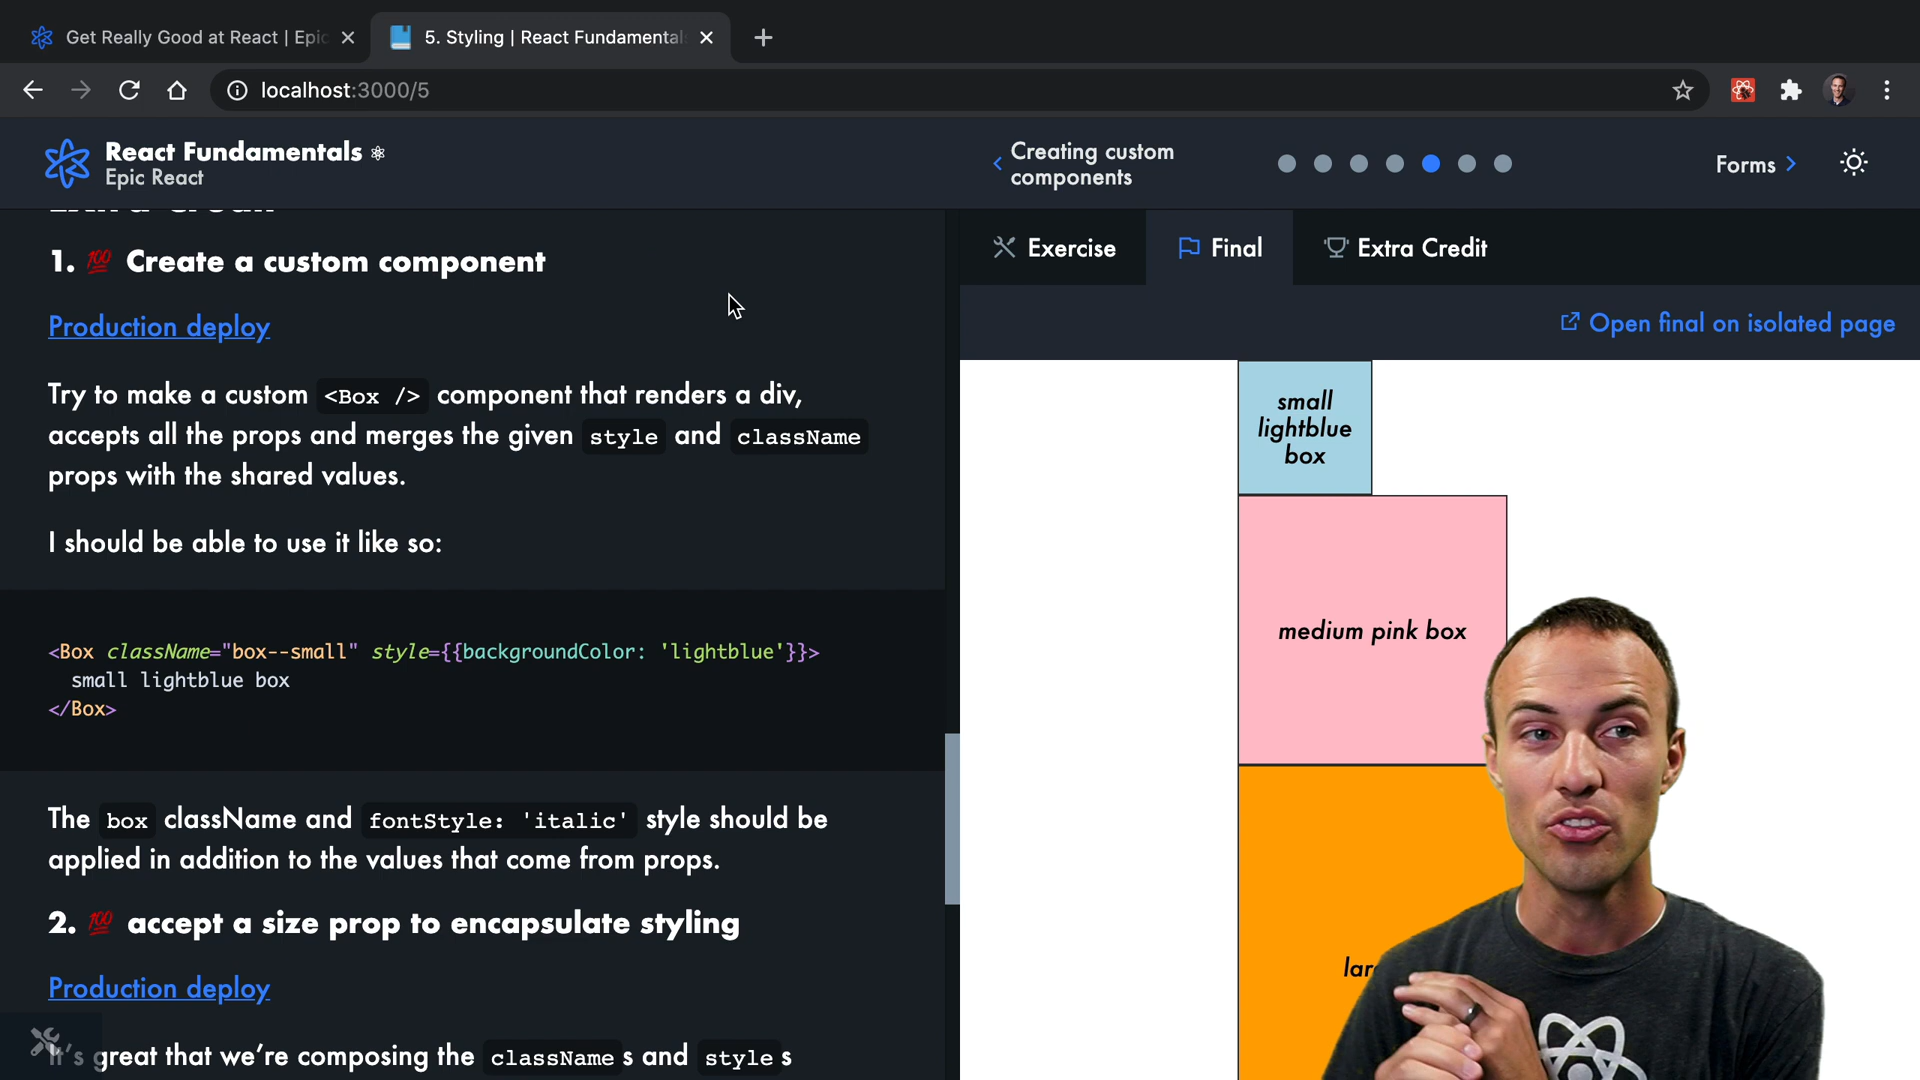 Get Really Good at React | Epic
5. Styling | React Fundamental
localhost:3000/5
React Fundamentals ⚛
Epic React
Creating custom
components
Forms
Extra Credit
1. 💯 Create a custom component
Production deploy
Try to make a custom <Box /> component that renders a div,
accepts all the props and merges the given style and className
props with the shared values.
I should be able to use it like so:
<Box className="box--small" style={{backgroundColor: 'lightblue'}}>
small lightblue box
</Box>
The box className and fontStyle: 'italic' style should be
applied in addition to the values that come from props.
2. 💯 accept a size prop to encapsulate styling
Production deploy
It's great that we're composing the classNames and styles
Exercise
Final
Extra Credit
Open final on isolated page
small
lightblue
box
medium pink box